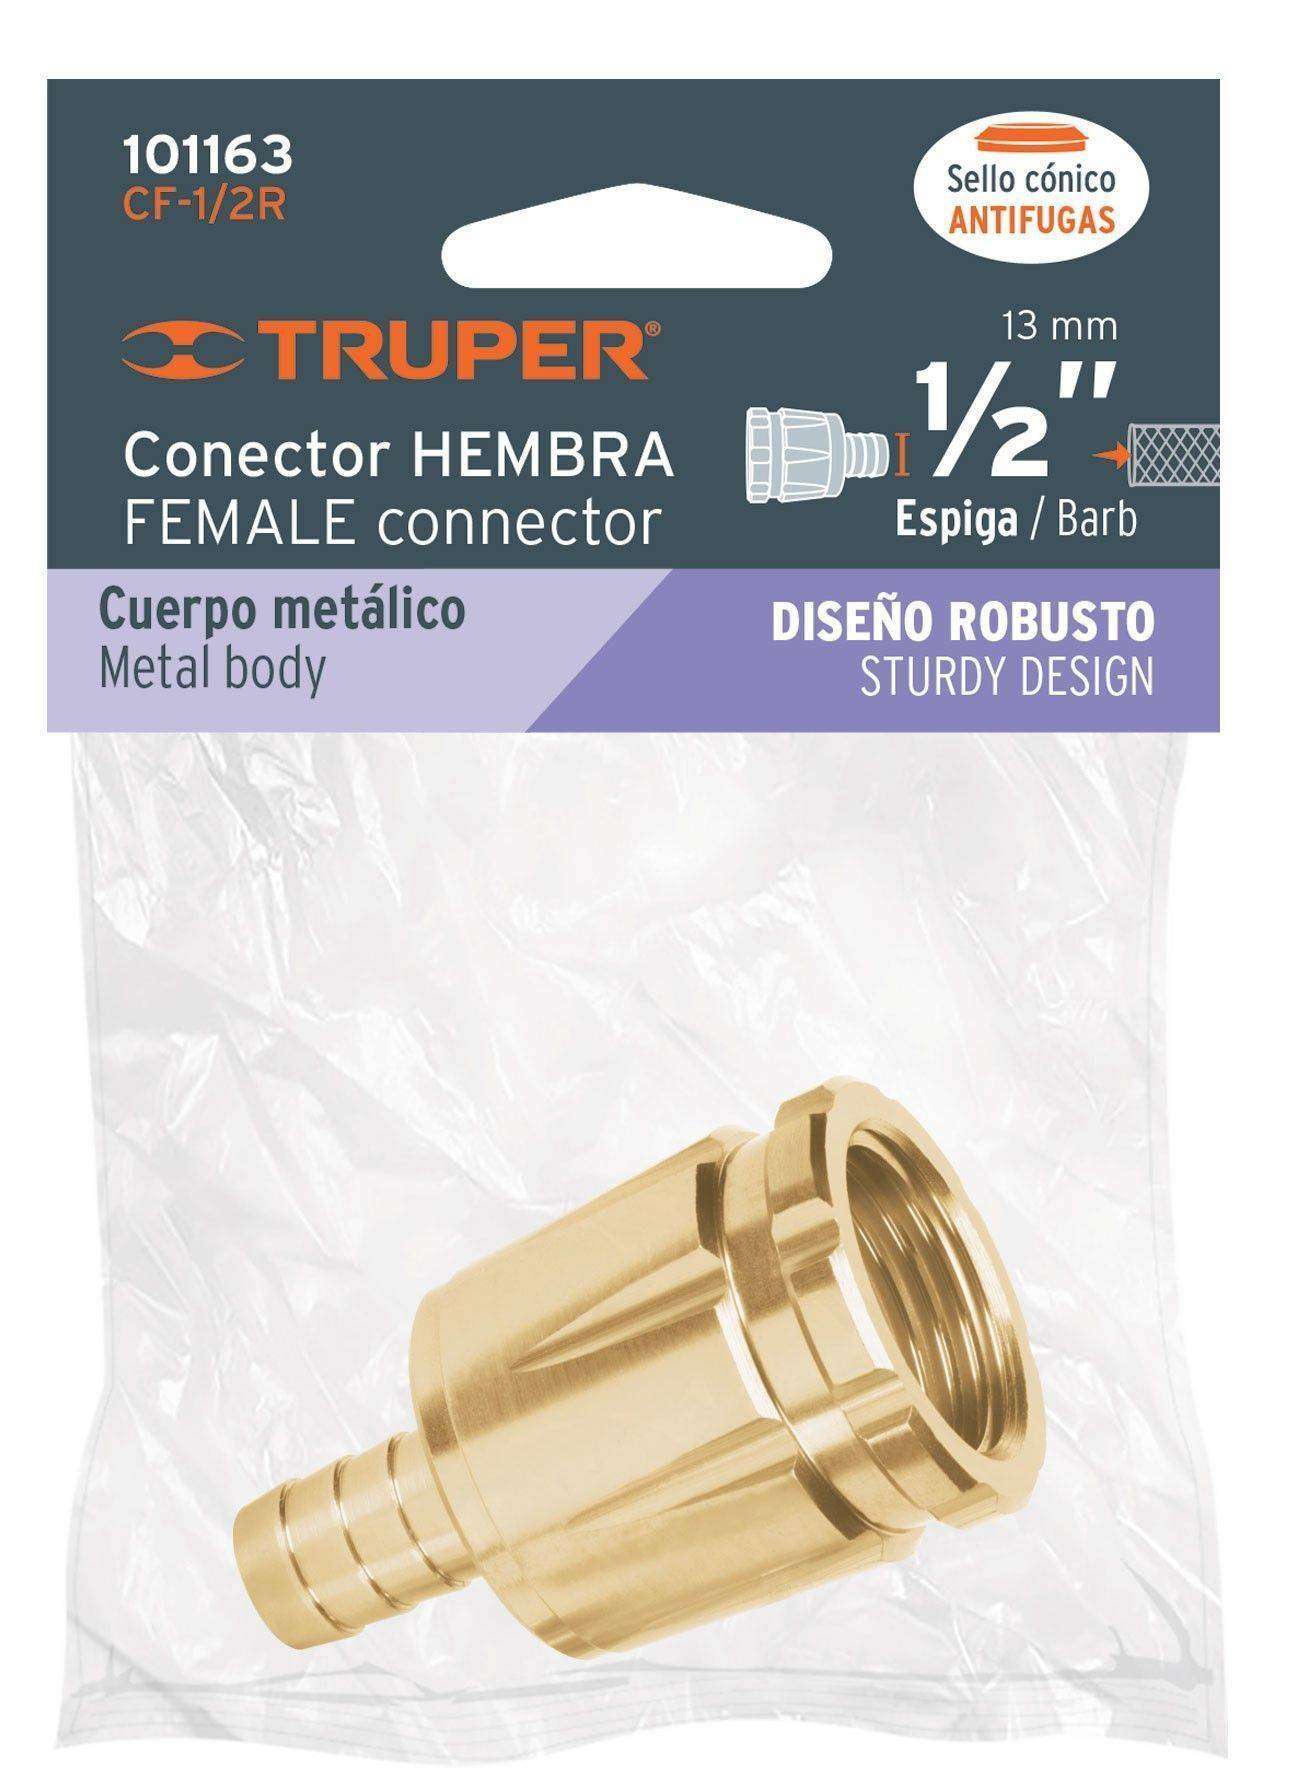 101163
CF-1/2R
Sello cónico
ANTIFUGAS
TRUPER®
Conector HEMBRA
FEMALE connector
13 mm
1/2"
Espiga / Barb
Cuerpo metálico
Metal body
DISEÑO ROBUSTO
STURDY DESIGN